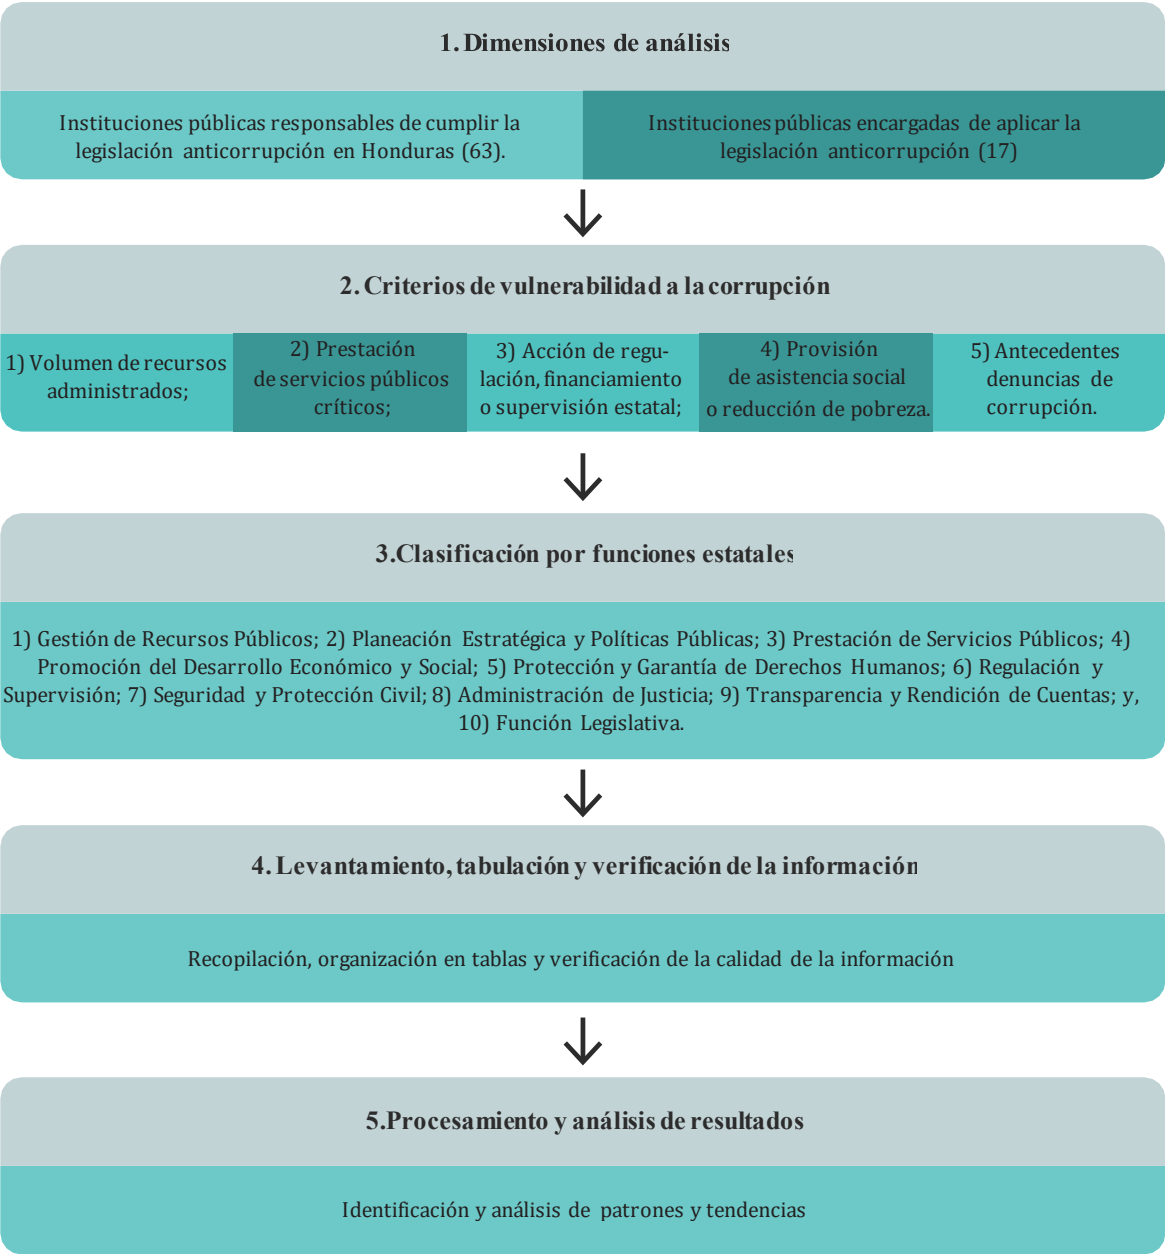 1. Dimensiones de análisis
Instituciones públicas responsables de cumplir la
legislación anticorrupción en Honduras (63).
Instituciones públicas encargadas de aplicar la
legislación anticorrupción (17)
2. Criterios de vulnerabilidad a la corrupción
1) Volumen de recursos
administrados;
2) Prestación
de servicios públicos
críticos;
3) Acción de regu-
lación, financiamiento
o supervisión estatal;
4) Provisión
de asistencia social
o reducción de pobreza.
5) Antecedentes
denuncias de
corrupción.
3.Clasificación por funciones estatales
1) Gestión de Recursos Públicos; 2) Planeación Estratégica y Políticas Públicas; 3) Prestación de Servicios Públicos; 4)
Promoción del Desarrollo Económico y Social; 5) Protección y Garantía de Derechos Humanos; 6) Regulación y
Supervisión; 7) Seguridad y Protección Civil; 8) Administración de Justicia; 9) Transparencia y Rendición de Cuentas; y,
10) Función Legislativa.
4. Levantamiento, tabulación y verificación de la información
Recopilación, organización en tablas y verificación de la calidad de la información
5.Procesamiento y análisis de resultados
Identificación y análisis de patrones y tendencias